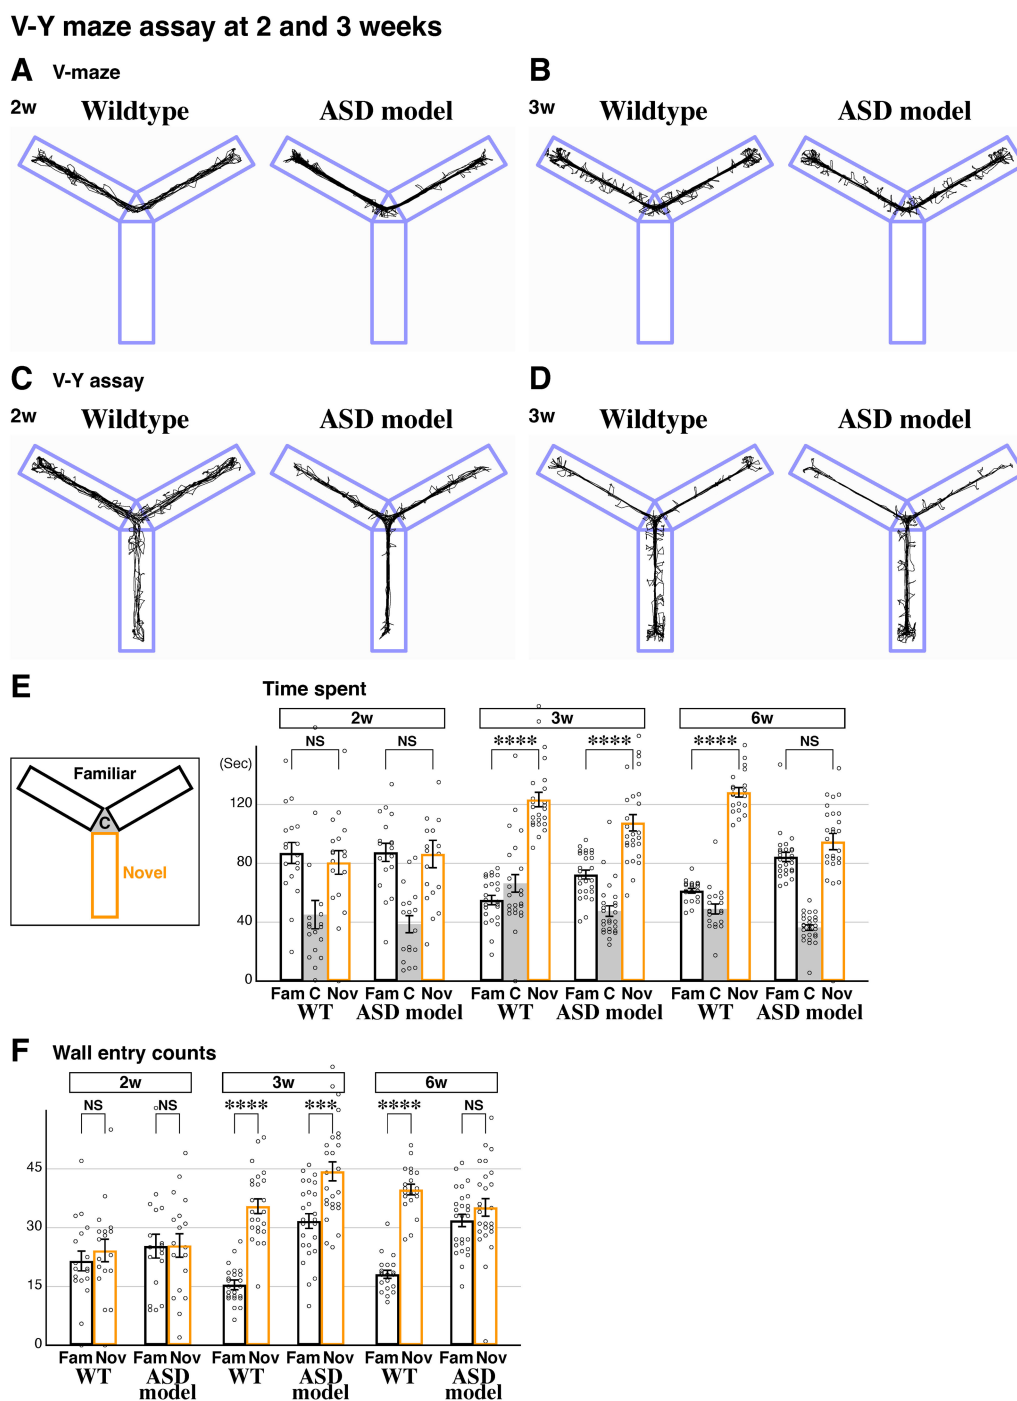 V-Y maze assay at 2 and 3 weeks
A V-maze
B
2w Wildtype ASD model
3w Wildtype ASD model
C V-Y assay
D
2w Wildtype ASD model
3w Wildtype ASD model
E
Time spent
2w 3w 6w
NS NS **** **** **** NS
(Sec)
120
80
40
0
Familiar
C
Novel
Fam C Nov Fam C Nov Fam C Nov Fam C Nov Fam C Nov Fam C Nov
WT ASD model WT ASD model WT ASD model
F Wall entry counts
2w 3w 6w
NS NS **** *** **** NS
45
30
15
0
Fam Nov Fam Nov Fam Nov Fam Nov Fam Nov Fam Nov
WT ASD WT ASD WT ASD
model model model